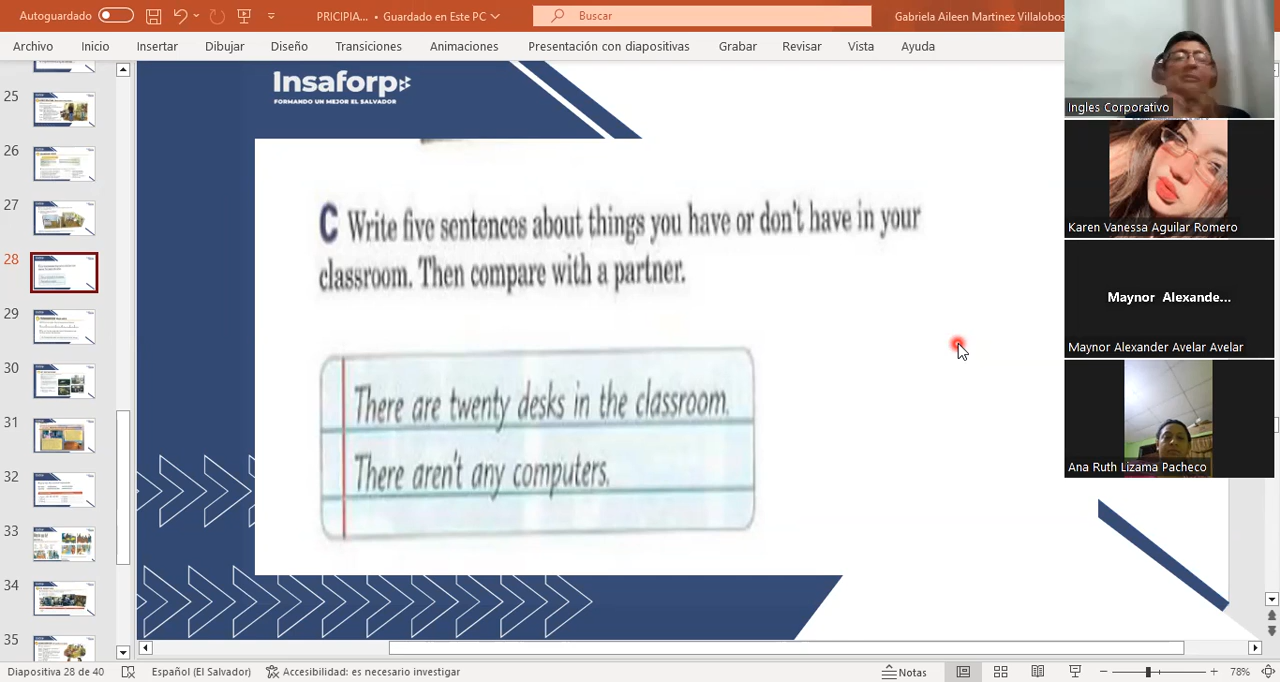 Autoguardado
PRICIPIA... • Guardado en Este PC
Buscar
Gabriela Aileen Martinez Villalobos
Archivo Inicio Insertar Dibujar Diseño Transiciones Animaciones Presentación con diapositivas Grabar Revisar Vista Ayuda
25
26
27
28
29
30
31
32
33
34
35
Insaforp
FORMANDO UN MEJOR EL SALVADOR
C Write five sentences about things you have or don't have in your
classroom. Then compare with a partner.
There are twenty desks in the classroom.
There aren't any computers.
Ingles Corporativo
Karen Vanessa Aguilar Romero
Maynor Alexande...
Maynor Alexander Avelar Avelar
Ana Ruth Lizama Pacheco
Diapositiva 28 de 40 Español (El Salvador) Accesibilidad: es necesario investigar Notas 78%